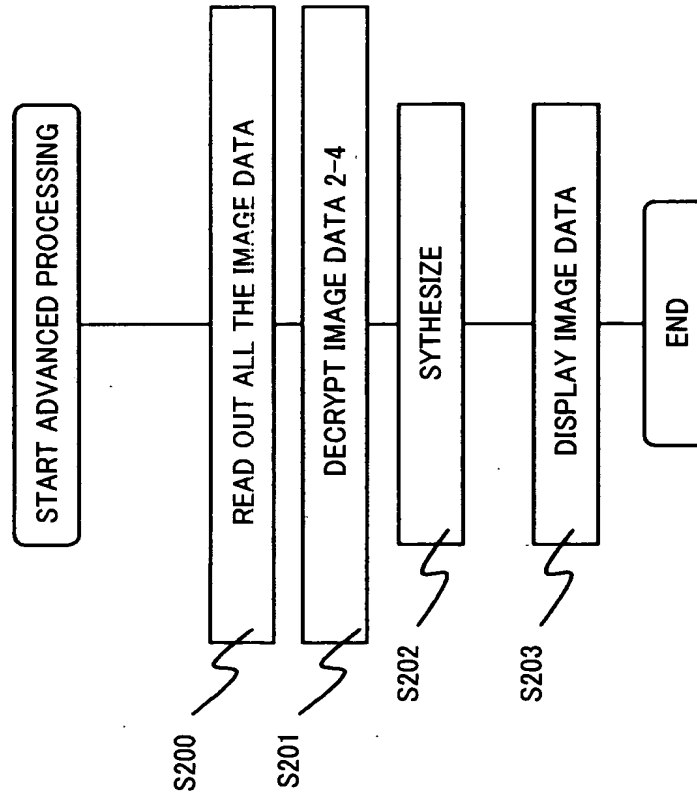 START ADVANCED PROCESSING
S200
READ OUT ALL THE IMAGE DATA
S201
DECRYPT IMAGE DATA 2-4
S202
SYTHESIZE
S203
DISPLAY IMAGE DATA
END